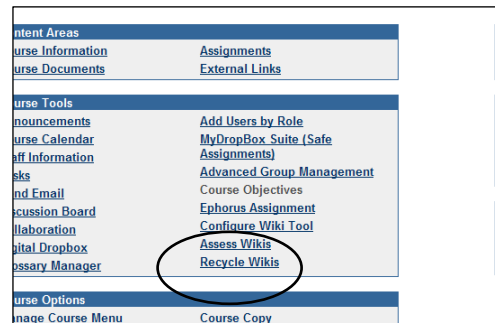 ntent Areas
urse Information
urse Documents
Assignments
External Links
urse Tools
nouncements
urse Calendar
aff Information
sks
nd Email
scussion Board
llaboration
gital Dropbox
ossary Manager
Add Users by Role
MyDropBox Suite (Safe
Assignments)
Advanced Group Management
Course Objectives
Ephorus Assignment
Configure Wiki Tool
Assess Wikis
Recycle Wikis
urse Options
anage Course Menu
Course Copy